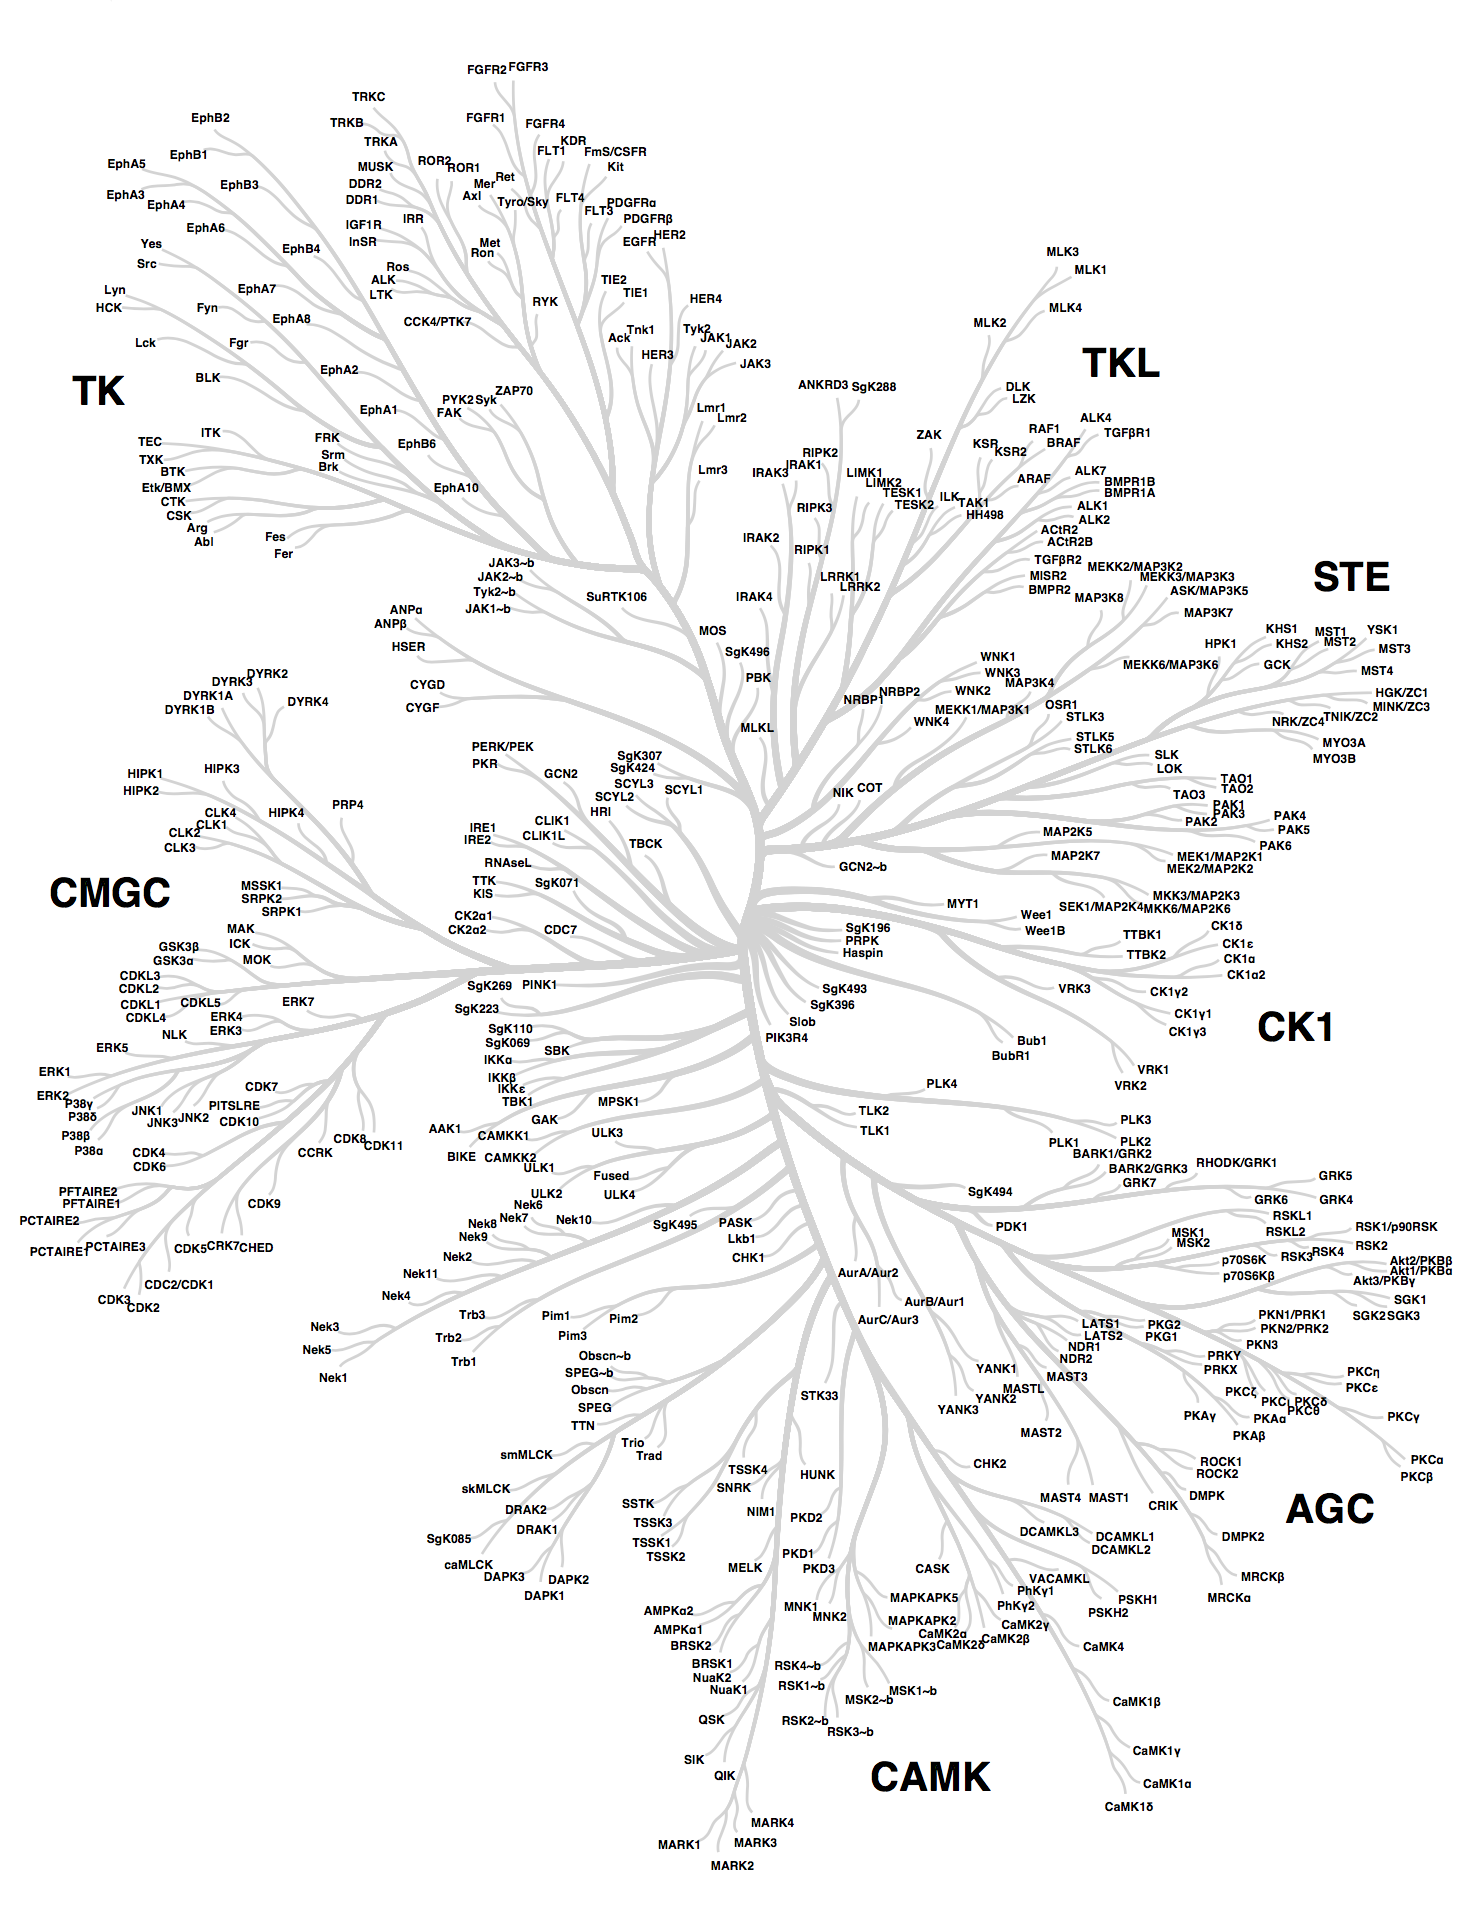 FGFR2
FGFR3
TRKC
EphB2
TRKB
FGFR1
FGFR4
TRKA
KDR
EphB1
FLT1
FmS/CSFR
EphA5
MUSK
ROR2
ROR1
Kit
DDR2
Mer
Ret
EphB3
EphA3
DDR1
Axl
Tyro/Sky
FLT4
PDGFRα
EphA4
FLT3
IGF1R
IRR
PDGFRβ
EphA6
InSR
Met
EGFR
HER2
Yes
EphB4
Ron
MLK3
Src
Ros
MLK1
ALK
TIE2
Lyn
EphA7
LTK
TIE1
HER4
HCK
Fyn
RYK
MLK4
EphA8
CCK4/PTK7
MLK2
Tnk1
Tyk2
Ack
JAK1
JAK2
Lck
Fgr
HER3
JAK3
TKL
EphA2
BLK
TK
ZAP70
ANKRD3
SgK288
DLK
PYK2
Syk
LZK
EphA1
FAK
Lmr1
Lmr2
ALK4
ITK
FRK
RAF1
TGFβR1
TEC
EphB6
ZAK
KSR
BRAF
Srm
RIPK2
KSR2
TXK
Brk
IRAK1
BTK
Lmr3
IRAK3
LIMK1
ARAF
ALK7
Etk/BMX
EphA10
LIMK2
BMPR1B
CTK
TESK1
ILK
BMPR1A
CSK
RIPK3
TESK2
TAK1
ALK1
Arg
HH498
ALK2
Abl
Fes
IRAK2
ACtR2
Fer
RIPK1
ACtR2B
JAK3~b
TGFβR2
MEKK2/MAP3K2
JAK2~b
LRRK1
MISR2
MEKK3/MAP3K3
STE
Tyk2~b
SuRTK106
IRAK4
LRRK2
BMPR2
MAP3K8
ASK/MAP3K5
JAK1~b
MAP3K7
ANPα
ANPβ
MOS
KHS1
MST1
YSK1
HSER
SgK496
HPK1
KHS2
MST2
MST3
WNK1
MEKK6/MAP3K6
GCK
MST4
DYRK2
CYGD
PBK
WNK3
MAP3K4
DYRK3
NRBP1
NRBP2
WNK2
HGK/ZC1
DYRK1A
DYRK4
CYGF
MEKK1/MAP3K1
OSR1
MINK/ZC3
DYRK1B
WNK4
STLK3
NRK/ZC4
TNIK/ZC2
MLKL
STLK5
MYO3A
PERK/PEK
STLK6
SLK
MYO3B
PKR
SgK307
LOK
HIPK1
HIPK3
GCN2
SgK424
TAO1
HIPK2
SCYL3
SCYL1
NIK
COT
TAO3
TAO2
SCYL2
PAK1
CLK4
HIPK4
PRP4
HRI
PAK3
PAK4
CLK1
CLIK1
PAK2
CLK2
IRE1
CLIK1L
MAP2K5
PAK5
CLK3
IRE2
TBCK
PAK6
RNAseL
GCN2~b
MAP2K7
MEK1/MAP2K1
MEK2/MAP2K2
CMGC
MSSK1
TTK
SgK071
SRPK2
KIS
MYT1
MKK3/MAP2K3
SRPK1
CK2α1
Wee1
SEK1/MAP2K4
MKK6/MAP2K6
MAK
CK2α2
CDC7
SgK196
Wee1B
TTBK1
CK1δ
GSK3β
ICK
PRPK
CK1ε
GSK3α
MOK
Haspin
TTBK2
CK1α
CDKL3
CK1α2
CDKL2
SgK269
PINK1
SgK493
VRK3
CK1γ2
CDKL1
CDKL5
ERK7
SgK223
SgK396
CK1γ1
CDKL4
ERK4
Slob
CK1γ3
CK1
NLK
ERK3
SgK110
PIK3R4
Bub1
ERK5
SgK069
SBK
BubR1
IKKα
VRK1
ERK1
IKKβ
PLK4
VRK2
ERK2
CDK7
IKKε
P38γ
JNK1
PITSLRE
TBK1
MPSK1
TLK2
P38δ
JNK3
JNK2
CDK10
AAK1
GAK
TLK1
PLK3
P38β
CDK8
CAMKK1
ULK3
PLK1
PLK2
P38α
CDK4
CCRK
CDK11
BIKE
CAMKK2
BARK1/GRK2
CDK6
ULK1
BARK2/GRK3
RHODK/GRK1
PFTAIRE2
Fused
GRK7
GRK5
PFTAIRE1
CDK9
ULK2
ULK4
SgK494
GRK6
GRK4
PCTAIRE2
Nek6
Nek8
Nek7
Nek10
SgK495
PASK
PDK1
RSKL1
PCTAIRE1
PCTAIRE3
CDK5
CRK7
CHED
Nek9
Lkb1
MSK1
RSKL2
RSK1/p90RSK
Nek2
CHK1
MSK2
RSK3
RSK4
RSK2
CDC2/CDK1
Nek11
AurA/Aur2
p70S6K
Akt2/PKBβ
CDK3
CDK2
Nek4
p70S6Kβ
Akt1/PKBα
Akt3/PKBγ
Nek3
Trb3
Pim1
Pim2
AurB/Aur1
SGK1
Trb2
Pim3
AurC/Aur3
LATS1
PKG2
PKN1/PRK1
SGK2
SGK3
Nek5
LATS2
PKG1
PKN2/PRK2
Trb1
Obscn~b
NDR1
PKN3
Nek1
SPEG~b
YANK1
NDR2
PRKY
Obscn
MAST3
PRKX
PKCη
SPEG
STK33
YANK2
MASTL
PKCζ
PKCε
TTN
YANK3
PKCι
PKCδ
PKAγ
PKAα
PKCθ
PKCγ
Trio
MAST2
PKAβ
smMLCK
Trad
CHK2
ROCK1
PKCα
TSSK4
HUNK
ROCK2
PKCβ
skMLCK
SNRK
MAST4
MAST1
DMPK
AGC
DRAK2
SSTK
NIM1
CRIK
DRAK1
TSSK3
PKD2
DCAMKL3
DCAMKL1
DMPK2
SgK085
TSSK1
DCAMKL2
caMLCK
TSSK2
PKD1
DAPK3
DAPK2
MELK
PKD3
CASK
VACAMKL
MRCKβ
DAPK1
MAPKAPK5
PhKγ1
PSKH1
MRCKα
AMPKα2
MNK1
PhKγ2
PSKH2
AMPKα1
MNK2
MAPKAPK2
CaMK2γ
BRSK2
CaMK2α
CaMK2β
CaMK4
BRSK1
RSK4~b
MAPKAPK3
CaMK2δ
NuaK2
RSK1~b
NuaK1
MSK2~b
MSK1~b
CaMK1β
QSK
RSK2~b
RSK3~b
SIK
CaMK1γ
QIK
CAMK
CaMK1α
CaMK1δ
MARK4
MARK1
MARK3
MARK2